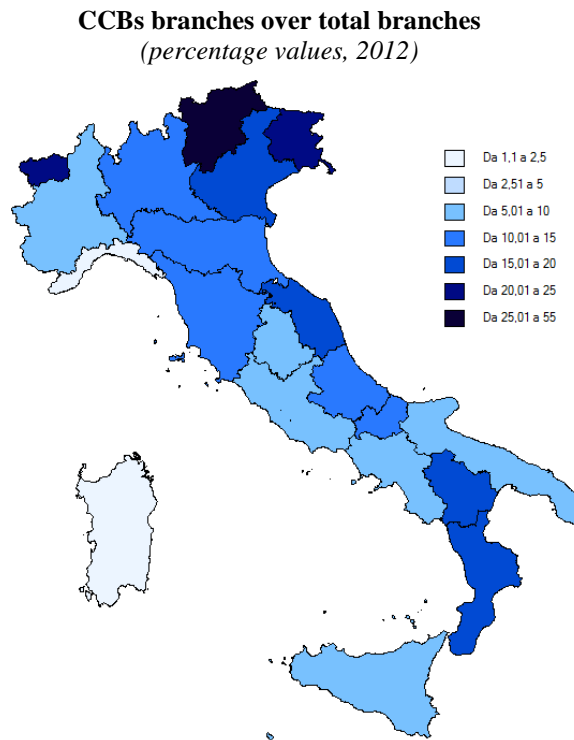 CCBs branches over total branches
(percentage values, 2012)
Da 1,1 a 2,5
Da 2,51 a 5
Da 5,01 a 10
Da 10,01 a 15
Da 15,01 a 20
Da 20,01 a 25
Da 25,01 a 55